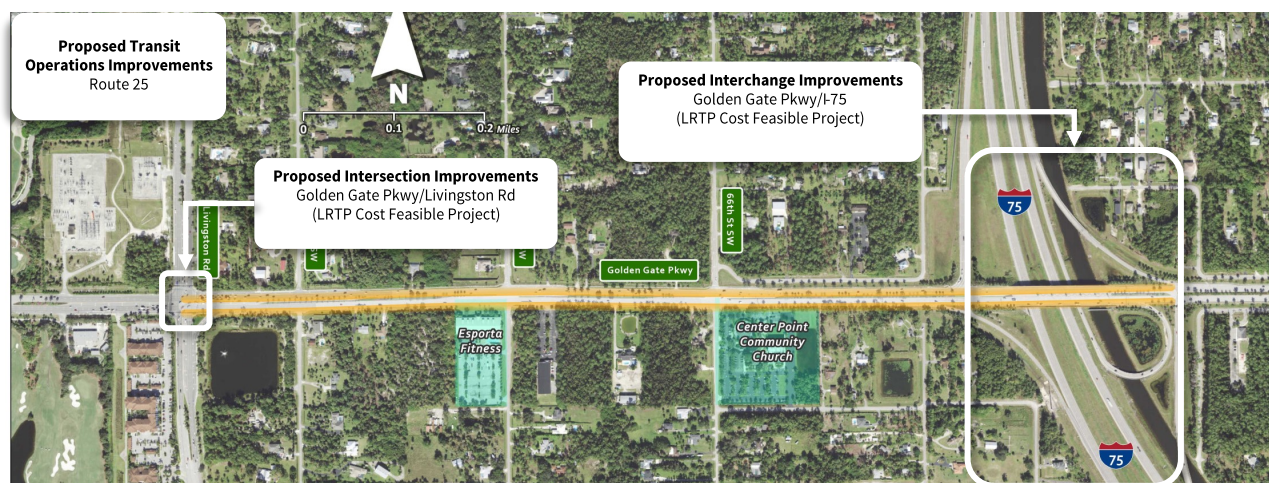 Proposed Transit
Operations Improvements
Route 25
N
0
0.1
0.2 Miles
Proposed Interchange Improvements
Golden Gate Pkwy/I-75
(LRTP Cost Feasible Project)
Proposed Intersection Improvements
Golden Gate Pkwy/Livingston Rd
(LRTP Cost Feasible Project)
Livingston Rd
W
W
66th St SW
Golden Gate Pkwy
75
Esporta
Fitness
Center Point
Community
Church
75